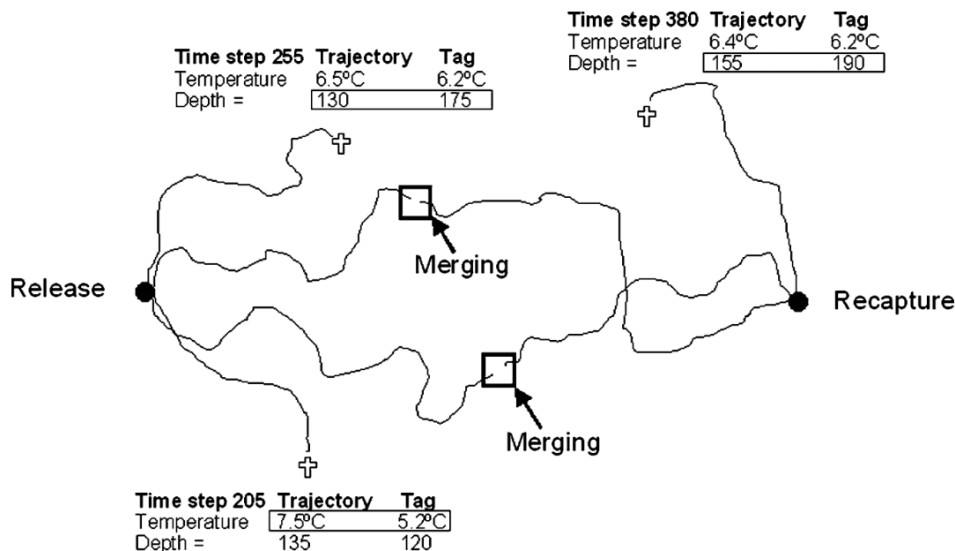 Time step 380 Trajectory Tag
Temperature 6.4ºC 6.2ºC
Depth = 155 190
Time step 255 Trajectory Tag
Temperature 6.5ºC 6.2ºC
Depth = 130 175
Merging
Release
Recapture
Merging
Time step 205 Trajectory Tag
Temperature 7.5ºC 5.2ºC
Depth = 135 120